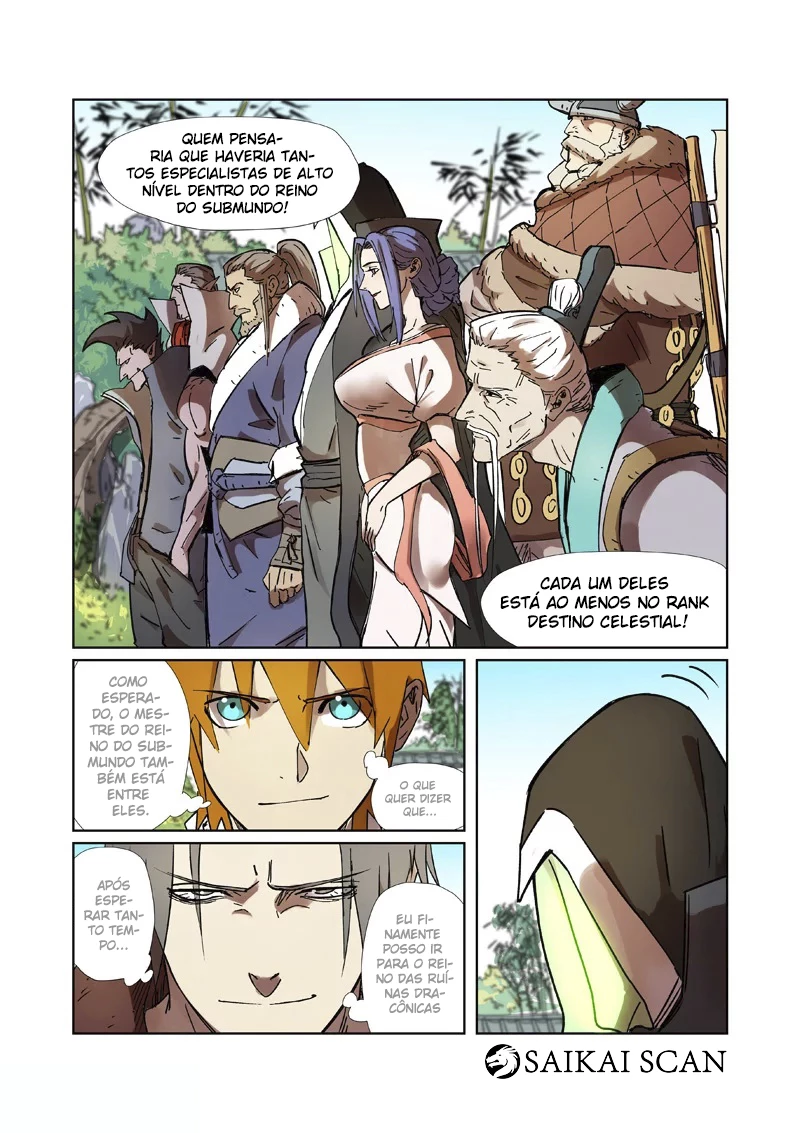 QUEM PENSA-
RIA QUE HAVERIA TAN-
TOS ESPECIALISTAS DE ALTO
NÍVEL DENTRO DO REINO
DO SUBMUNDO!
CADA UM DELES
ESTÁ AO MENOS NO RANK
DESTINO CELESTIAL!
COMO
ESPERA-
DO, O MES-
TRE DO REI-
NO DO SUB-
MUNDO TAM-
BÉM ESTÁ
ENTRE
ELES.
O QUE
QUER DIZER
QUE...
APÓS
ESPE-
RAR TAN-
TO TEM-
PO...
EU FI-
NAMENTE
POSSO IR
PARA O REI-
NO DAS RUÍ-
NAS DRA-
CÔNICAS
SAIKAI SCAN